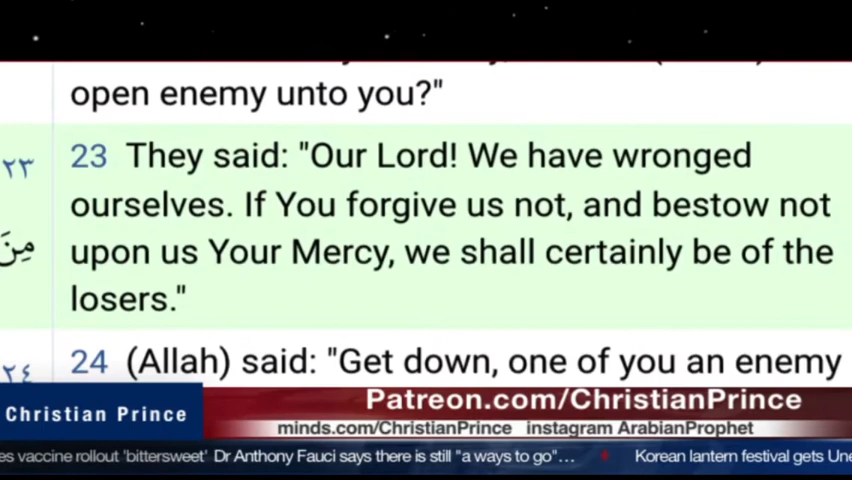 open enemy unto you?"
٢٣
23 They said: "Our Lord! We have wronged
ourselves. If You forgive us not, and bestow not
مِنَ
upon us Your Mercy, we shall certainly be of the
losers."
٢٤
24 (Allah) said: "Get down, one of you an enemy
Christian Prince
Patreon.com/ChristianPrince
minds.com/ChristianPrince instagram ArabianProphet
vaccine rollout 'bittersweet' Dr Anthony Fauci says there is still "a ways to go"... Korean lantern festival gets